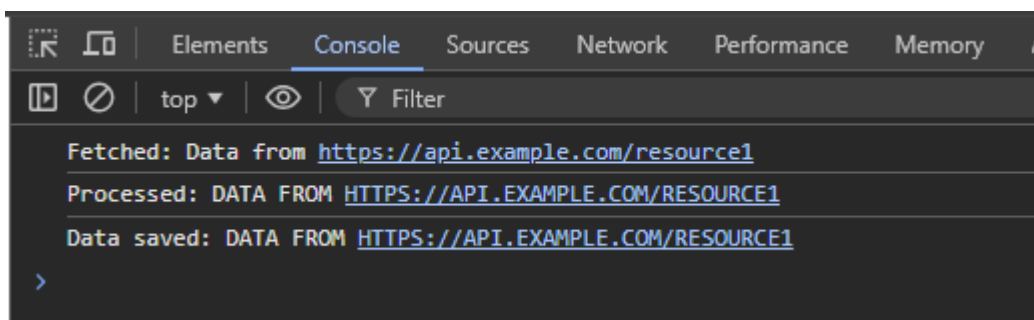 Elements Console Sources Network Performance Memory
top ▼ Filter
Fetched: Data from https://api.example.com/resource1
Processed: DATA FROM HTTPS://API.EXAMPLE.COM/RESOURCE1
Data saved: DATA FROM HTTPS://API.EXAMPLE.COM/RESOURCE1
>